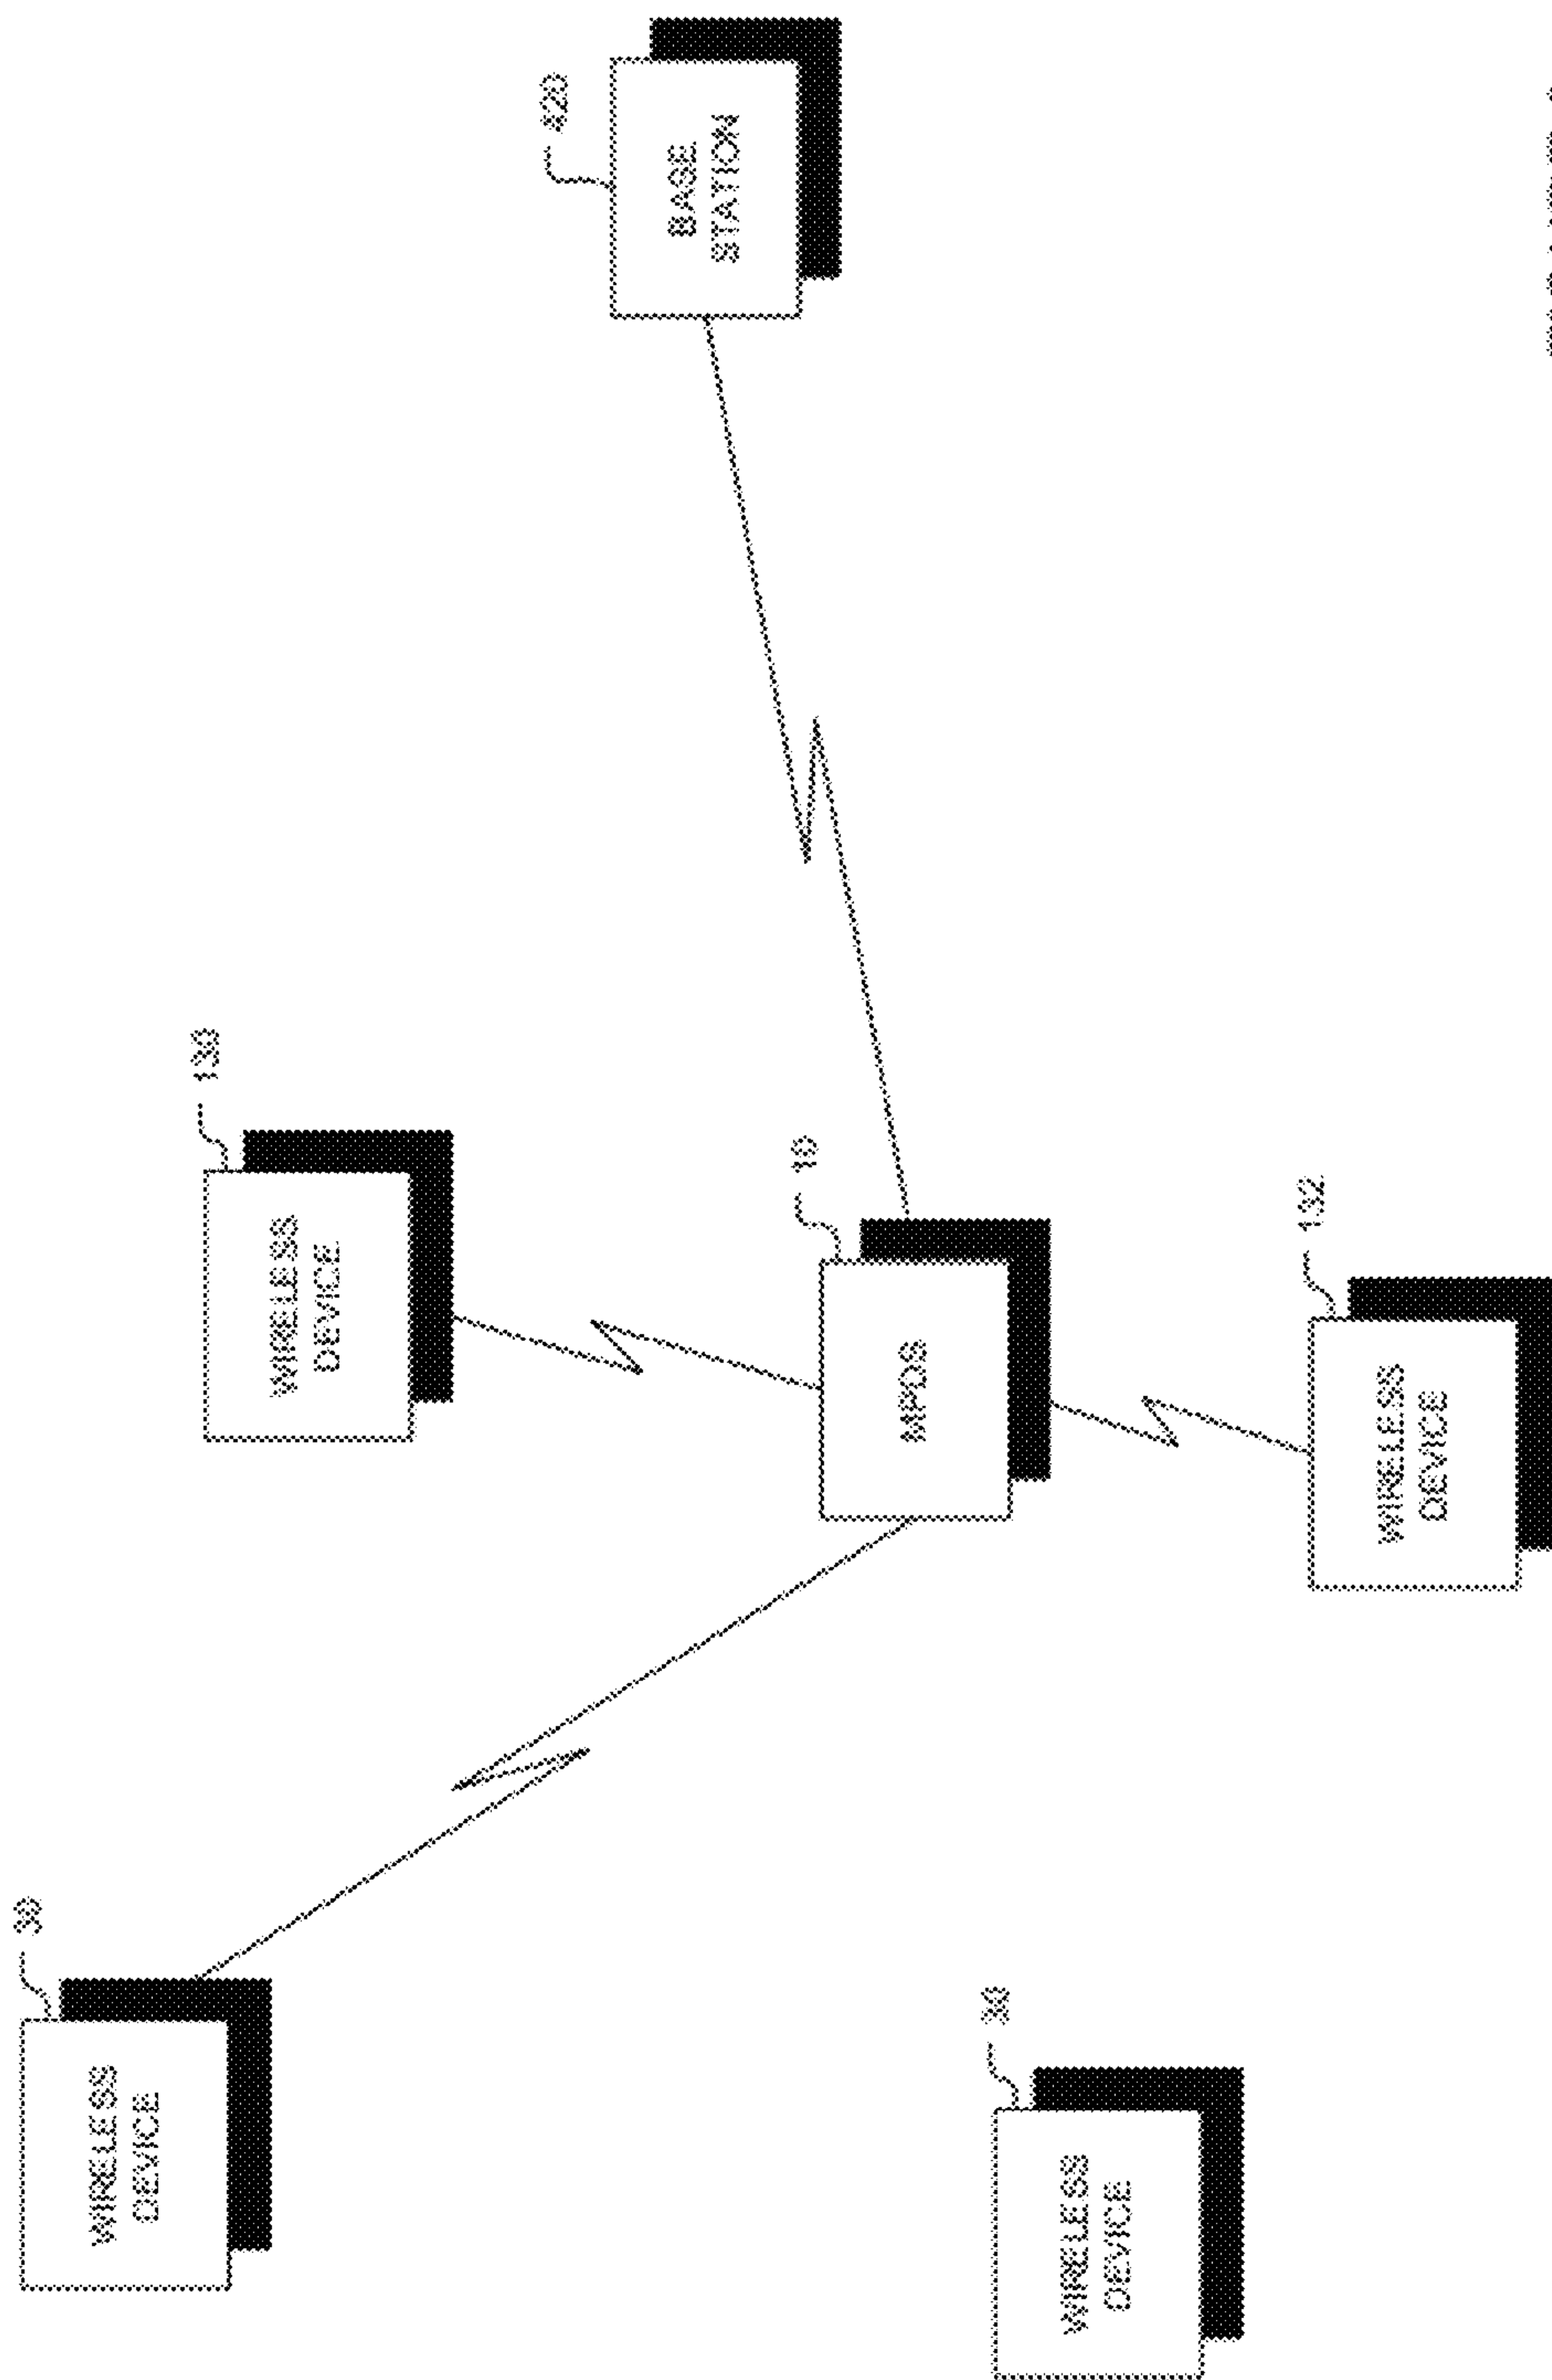 30
WIRELESS
DEVICE
130
WIRELESS
DEVICE
420
BASE
STATION
10
MPDS
30
WIRELESS
DEVICE
132
WIRELESS
DEVICE